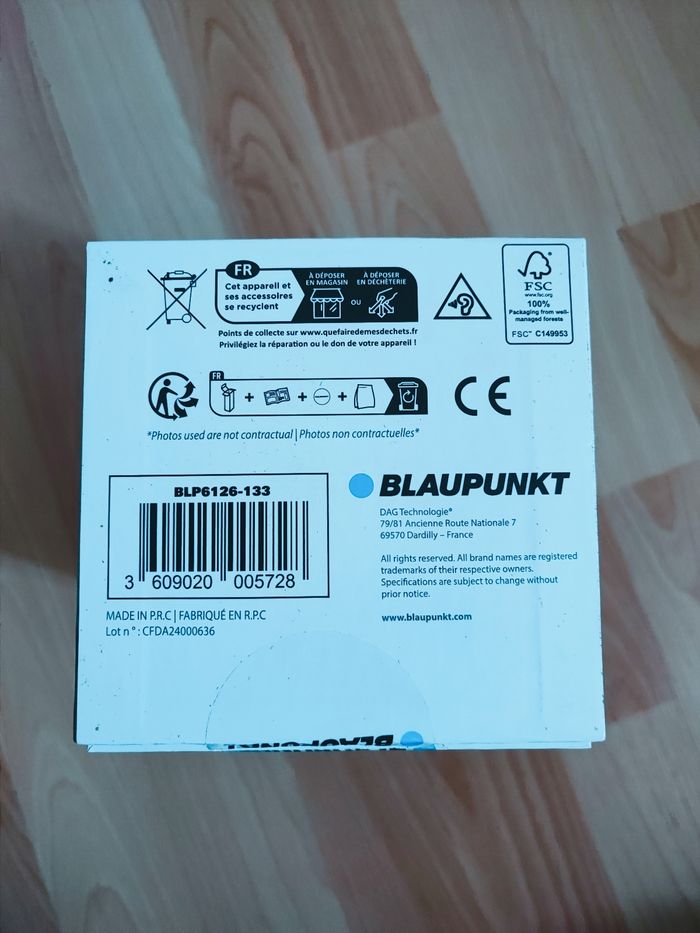 FR
Cet appareil et
ses accessoires
se recyclent
À DÉPOSER
EN MAGASIN
OU
À DÉPOSER
EN DÉCHÈTERIE
Points de collecte sur www.quefairedemesdechets.fr
Privilégiez la réparation ou le don de votre appareil !
FSC
www.fsc.org
100%
Packaging from well-
managed forests
FSC™ C149953
FR
+ + +
CE
*Photos used are not contractual | Photos non contractuelles*
BLP6126-133
3 609020 005728
MADE IN P.R.C | FABRIQUÉ EN R.P.C
Lot n° : CFDA24000636
BLAUPUNKT
DAG Technologie®
79/81 Ancienne Route Nationale 7
69570 Dardilly – France
All rights reserved. All brand names are registered
trademarks of their respective owners.
Specifications are subject to change without
prior notice.
www.blaupunkt.com
BLAUPUNKT